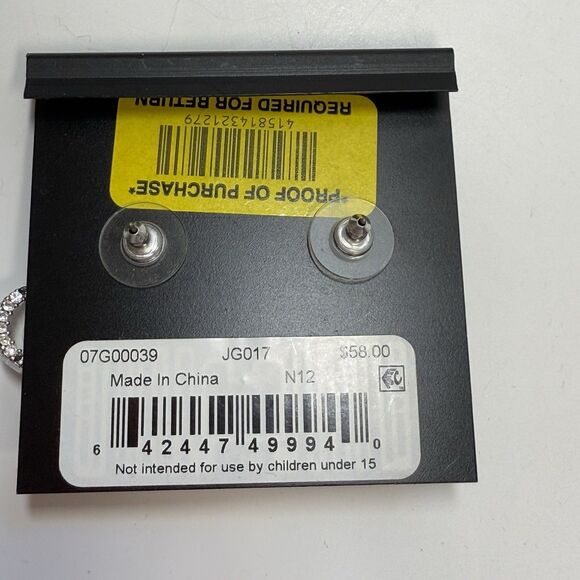 REQUIRED FOR RETURN
415814321279
*PROOF OF PURCHASE*
07G00039 JG017 $58.00
Made In China N12
6 42447 49994 0
Not intended for use by children under 15